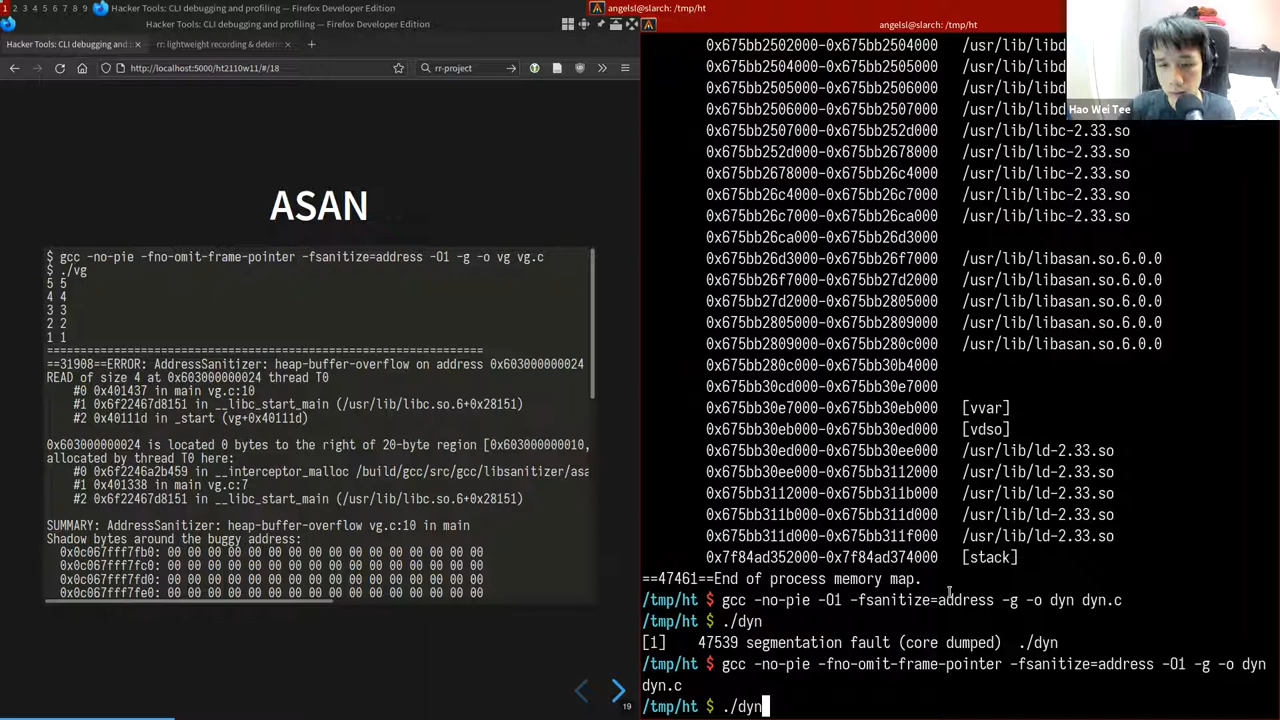 1 2 3 4 5 6 7 8 9 Hacker Tools: CLI debugging and profiling — Firefox Developer Edition
angelsl@slarch: /tmp/ht
Hacker Tools: CLI debugging and profiling — Firefox Developer Edition
angelsl@slarch: /tmp/ht
Hacker Tools: CLI debugging and
rr: lightweight recording & determ
http://localhost:5000/ht2110w11/#/18
rr-project
ASAN
$ gcc -no-pie -fno-omit-frame-pointer -fsanitize=address -O1 -g -o vg vg.c
$ ./vg
5 5
4 4
3 3
2 2
1 1
=================================================================
==31908==ERROR: AddressSanitizer: heap-buffer-overflow on address 0x603000000024
READ of size 4 at 0x603000000024 thread T0
#0 0x401437 in main vg.c:10
#1 0x6f22467d8151 in __libc_start_main (/usr/lib/libc.so.6+0x28151)
#2 0x40111d in _start (vg+0x40111d)
0x603000000024 is located 0 bytes to the right of 20-byte region [0x603000000010,
allocated by thread T0 here:
#0 0x6f2246a2b459 in __interceptor_malloc /build/gcc/src/gcc/libsanitizer/asa
#1 0x401338 in main vg.c:7
#2 0x6f22467d8151 in __libc_start_main (/usr/lib/libc.so.6+0x28151)
SUMMARY: AddressSanitizer: heap-buffer-overflow vg.c:10 in main
Shadow bytes around the buggy address:
0x0c067fff7fb0: 00 00 00 00 00 00 00 00 00 00 00 00 00 00 00 00
0x0c067fff7fc0: 00 00 00 00 00 00 00 00 00 00 00 00 00 00 00 00
0x0c067fff7fd0: 00 00 00 00 00 00 00 00 00 00 00 00 00 00 00 00
0x0c067fff7fe0: 00 00 00 00 00 00 00 00 00 00 00 00 00 00 00 00
19
0x675bb2502000-0x675bb2504000 /usr/lib/libd
0x675bb2504000-0x675bb2505000 /usr/lib/libd
0x675bb2505000-0x675bb2506000 /usr/lib/libd
0x675bb2506000-0x675bb2507000 /usr/lib/libd
0x675bb2507000-0x675bb252d000 /usr/lib/libc-2.33.so
0x675bb252d000-0x675bb2678000 /usr/lib/libc-2.33.so
0x675bb2678000-0x675bb26c4000 /usr/lib/libc-2.33.so
0x675bb26c4000-0x675bb26c7000 /usr/lib/libc-2.33.so
0x675bb26c7000-0x675bb26ca000 /usr/lib/libc-2.33.so
0x675bb26ca000-0x675bb26d3000
0x675bb26d3000-0x675bb26f7000 /usr/lib/libasan.so.6.0.0
0x675bb26f7000-0x675bb27d2000 /usr/lib/libasan.so.6.0.0
0x675bb27d2000-0x675bb2805000 /usr/lib/libasan.so.6.0.0
0x675bb2805000-0x675bb2809000 /usr/lib/libasan.so.6.0.0
0x675bb2809000-0x675bb280c000 /usr/lib/libasan.so.6.0.0
0x675bb280c000-0x675bb30b4000
0x675bb30cd000-0x675bb30e7000
0x675bb30e7000-0x675bb30eb000 [vvar]
0x675bb30eb000-0x675bb30ed000 [vdso]
0x675bb30ed000-0x675bb30ee000 /usr/lib/ld-2.33.so
0x675bb30ee000-0x675bb3112000 /usr/lib/ld-2.33.so
0x675bb3112000-0x675bb311b000 /usr/lib/ld-2.33.so
0x675bb311b000-0x675bb311d000 /usr/lib/ld-2.33.so
0x675bb311d000-0x675bb311f000 /usr/lib/ld-2.33.so
0x7f84ad352000-0x7f84ad374000 [stack]
==47461==End of process memory map.
/tmp/ht $ gcc -no-pie -O1 -fsanitize=address -g -o dyn dyn.c
/tmp/ht $ ./dyn
[1] 47539 segmentation fault (core dumped) ./dyn
/tmp/ht $ gcc -no-pie -fno-omit-frame-pointer -fsanitize=address -O1 -g -o dyn
dyn.c
/tmp/ht $ ./dyn
Hao Wei Tee